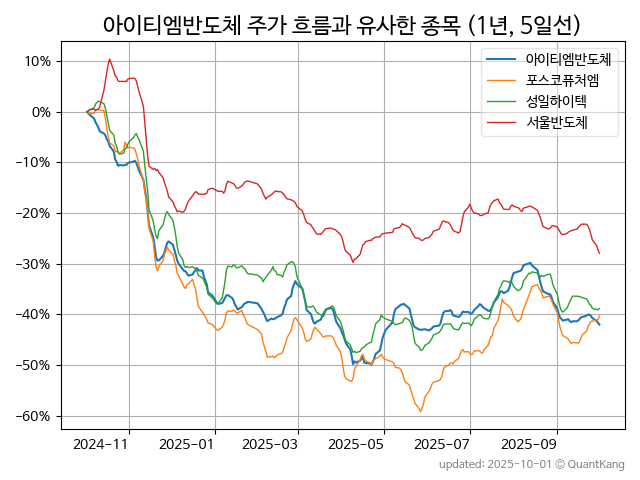 아이티엠반도체 주가 흐름과 유사한 종목 (1년, 5일선)
아이티엠반도체
포스코퓨처엠
성일하이텍
서울반도체
10%
0%
-10%
-20%
-30%
-40%
-50%
-60%
2024-11
2025-01
2025-03
2025-05
2025-07
2025-09
updated: 2025-10-01 © QuantKang